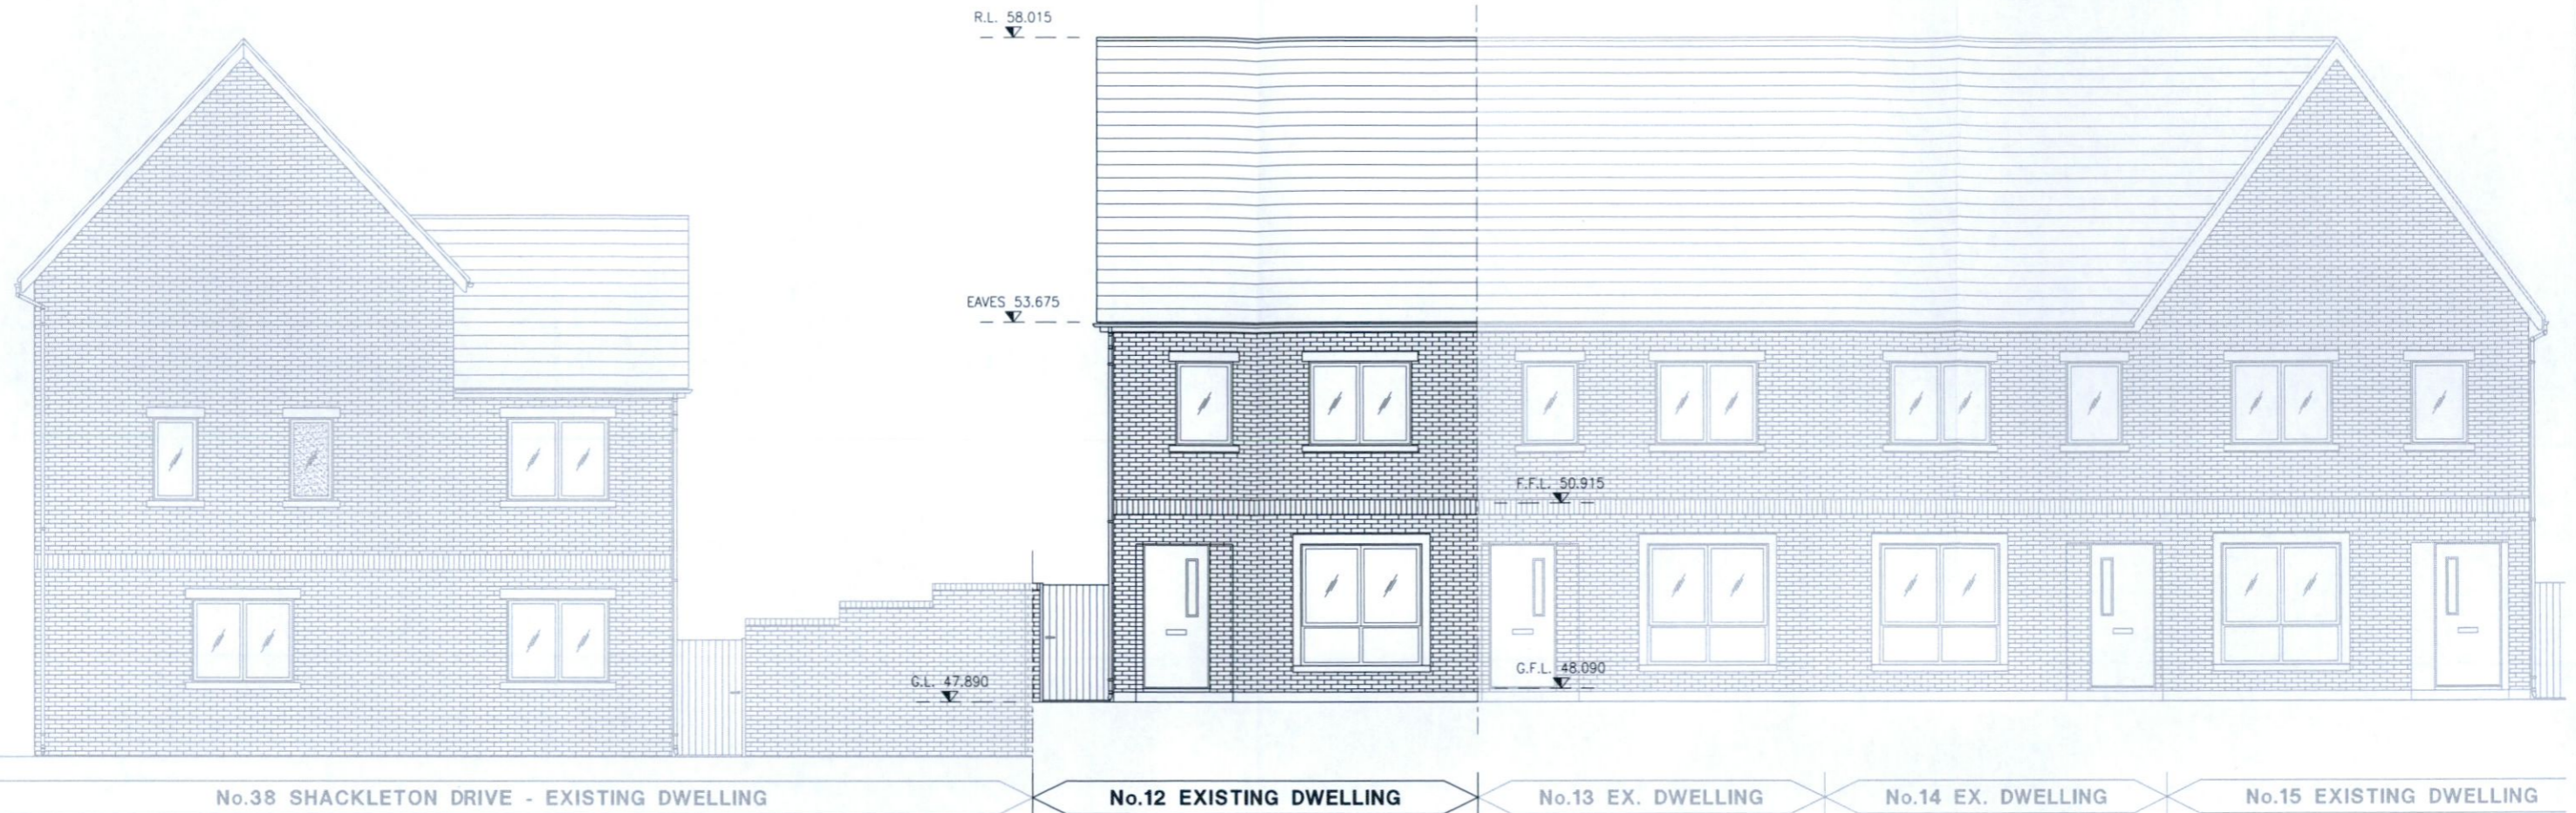 R.L. 58.015
EAVES 53.675
F.F.L. 50.915
G.F.L. 48.090
G.L. 47.890
No.38 SHACKLETON DRIVE - EXISTING DWELLING
No.12 EXISTING DWELLING
No.13 EX. DWELLING
No.14 EX. DWELLING
No.15 EXISTING DWELLING